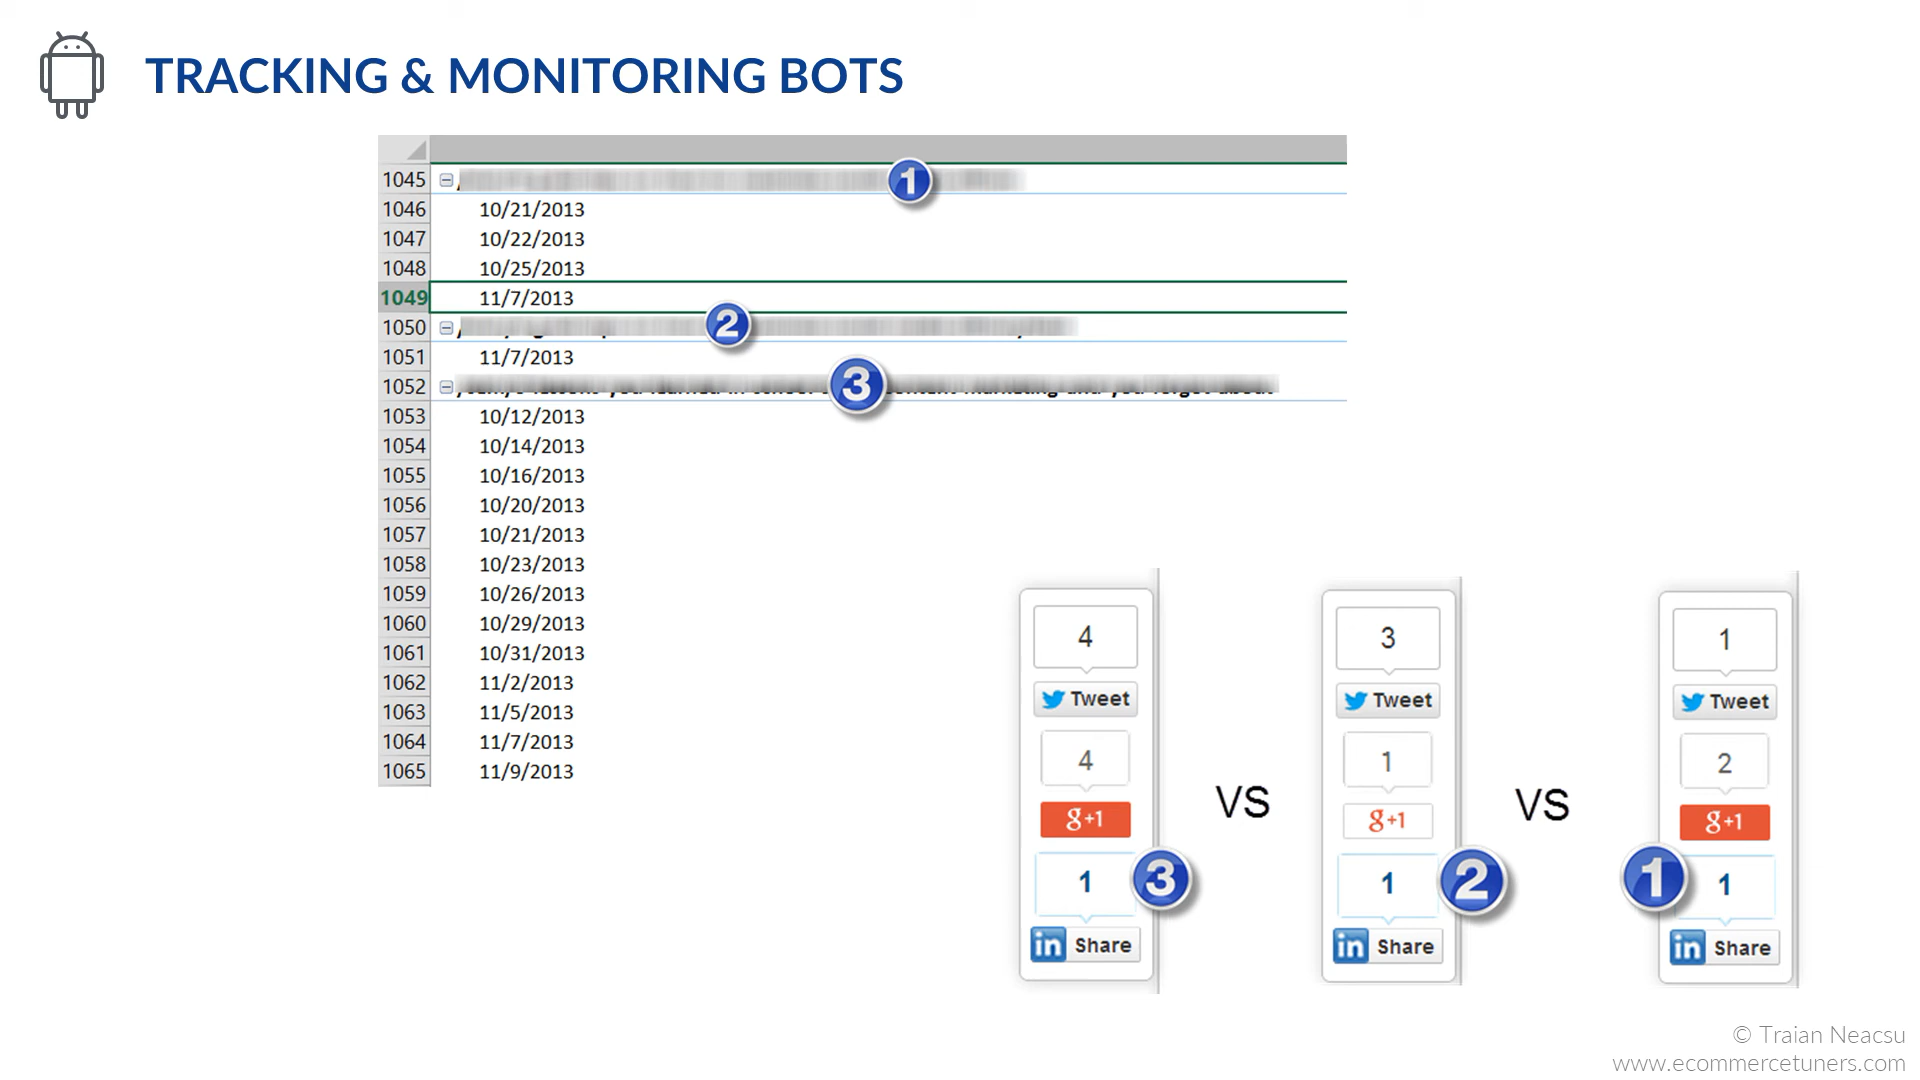 TRACKING & MONITORING BOTS
1045
1
1046 10/21/2013
1047 10/22/2013
1048 10/25/2013
1049 11/7/2013
1050
2
1051 11/7/2013
1052
3
1053 10/12/2013
1054 10/14/2013
1055 10/16/2013
1056 10/20/2013
1057 10/21/2013
1058 10/23/2013
1059 10/26/2013
1060 10/29/2013
1061 10/31/2013
1062 11/2/2013
1063 11/5/2013
1064 11/7/2013
1065 11/9/2013
4
Tweet
4
g+1
1
3
in Share
VS
3
Tweet
1
g+1
1
2
in Share
VS
1
Tweet
2
g+1
1
1
in Share
© Traian Neacsu
www.ecommercetuners.com